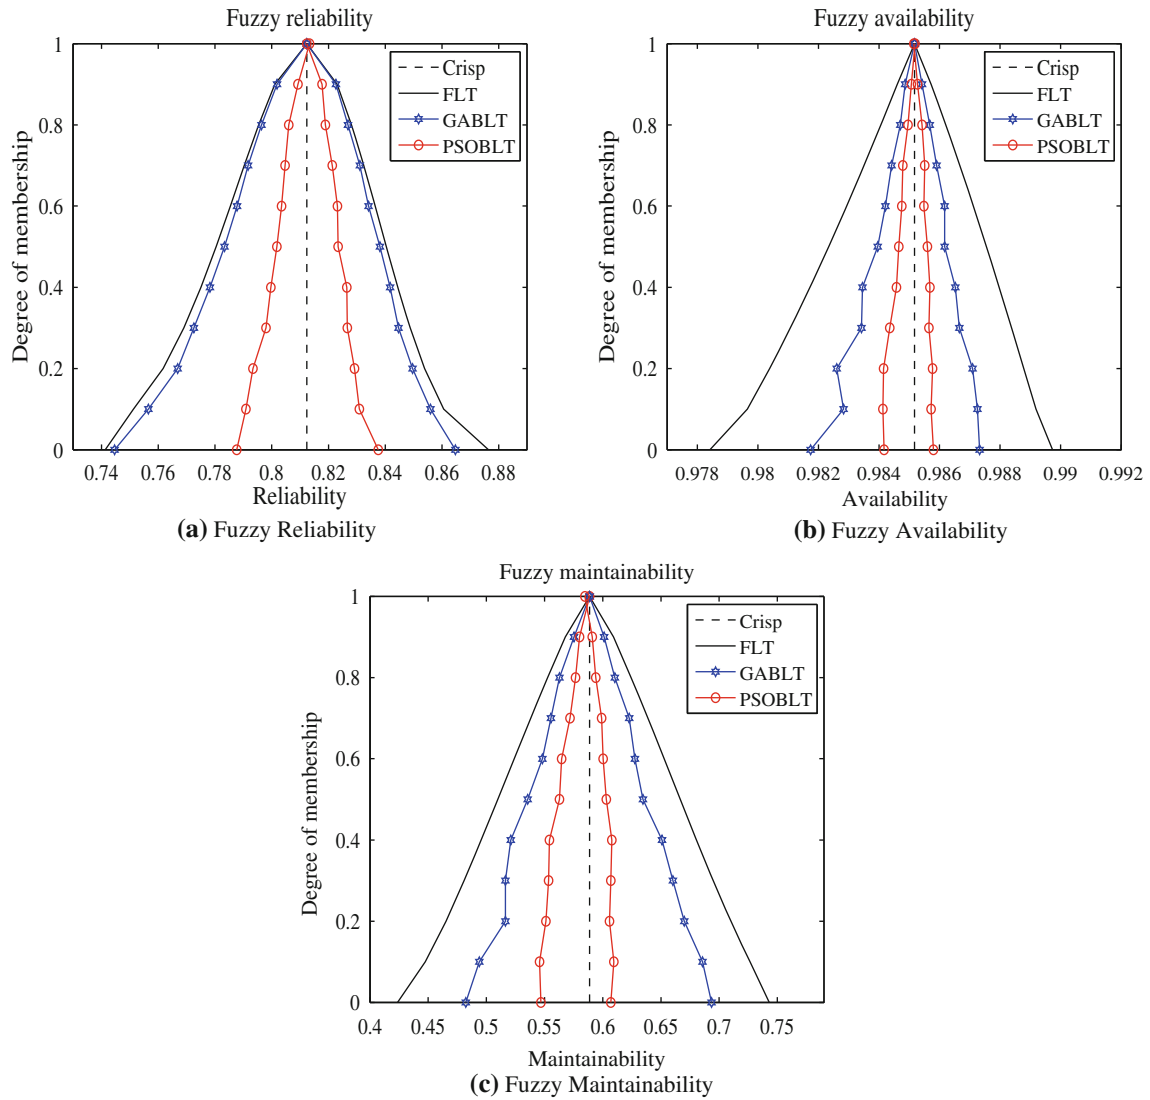 Fuzzy reliability
Degree of membership
1
0.8
0.6
0.4
0.2
0
Crisp
FLT
GABLT
PSOBLT
0.74 0.76 0.78 0.8 0.82 0.84 0.86 0.88
Reliability
(a) Fuzzy Reliability
Fuzzy availability
Degree of membership
1
0.8
0.6
0.4
0.2
0
Crisp
FLT
GABLT
PSOBLT
0.978 0.98 0.982 0.984 0.986 0.988 0.99 0.992
Availability
(b) Fuzzy Availability
Fuzzy maintainability
Degree of membership
1
0.8
0.6
0.4
0.2
0
Crisp
FLT
GABLT
PSOBLT
0.4 0.45 0.5 0.55 0.6 0.65 0.7 0.75
Maintainability
(c) Fuzzy Maintainability